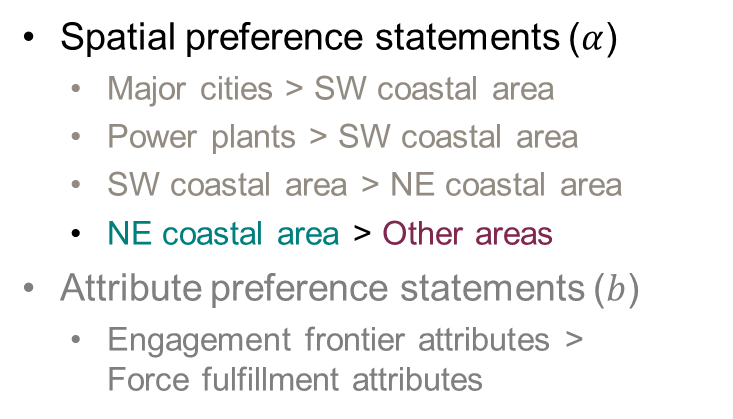 • Spatial preference statements (α)
• Major cities > SW coastal area
• Power plants > SW coastal area
• SW coastal area > NE coastal area
• NE coastal area > Other areas
• Attribute preference statements (b)
• Engagement frontier attributes >
Force fulfillment attributes